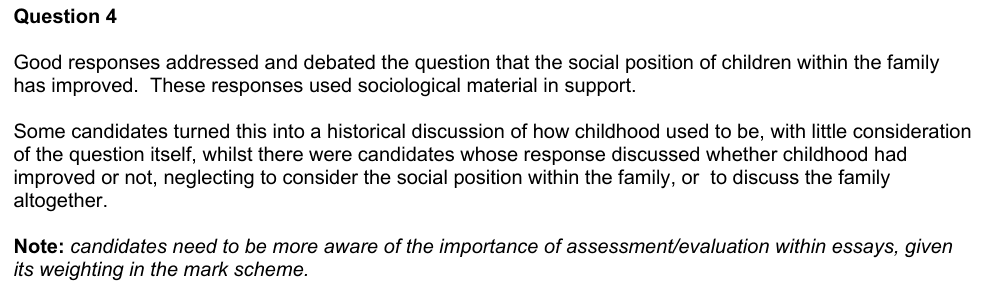 Question 4
Good responses addressed and debated the question that the social position of children within the family
has improved.  These responses used sociological material in support.
Some candidates turned this into a historical discussion of how childhood used to be, with little consideration
of the question itself, whilst there were candidates whose response discussed whether childhood had
improved or not, neglecting to consider the social position within the family, or  to discuss the family
altogether.
Note: candidates need to be more aware of the importance of assessment/evaluation within essays, given
its weighting in the mark scheme.